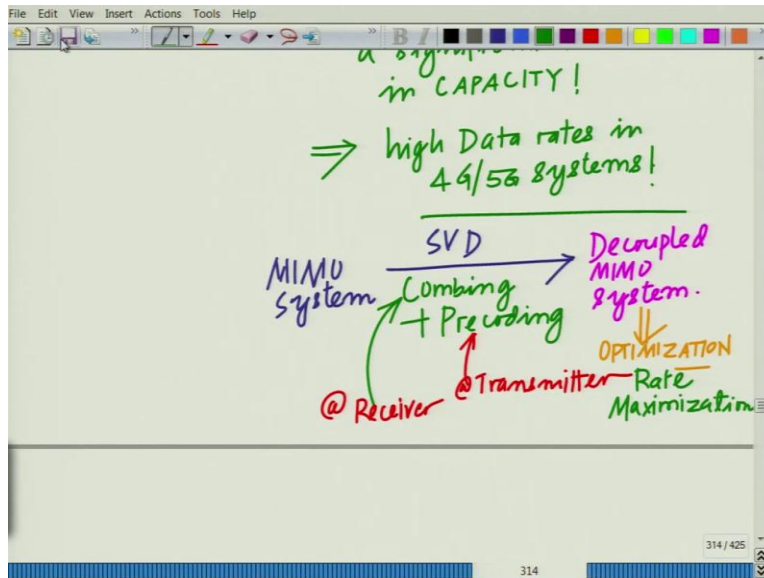 File Edit View Insert Actions Tools Help
B I
a
in CAPACITY!
⇒ high Data rates in
4G/5G systems!
SVD
MIMO
System
Combing
+ Precoding
Decoupled
MIMO
System.
OPTIMIZATION
@ Receiver
@Transmitter
Rate
Maximization
314/425
314